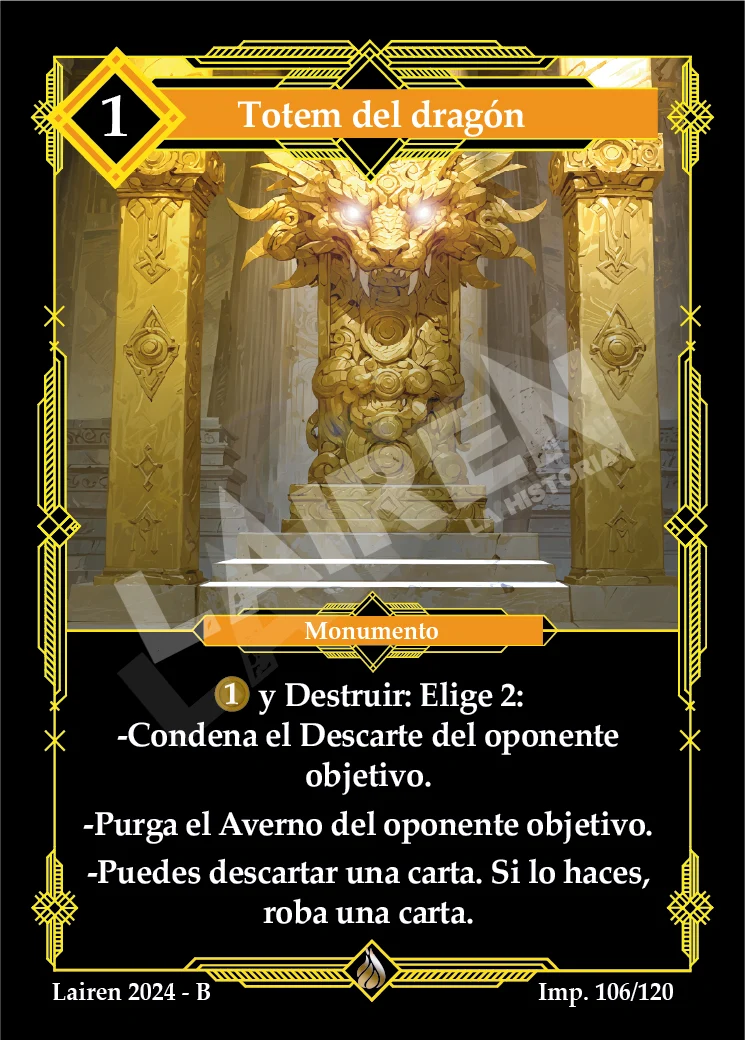 1
Totem del dragón
LAIREN
LA HISTORIA
Monumento
1 y Destruir: Elige 2:
-Condena el Descarte del oponente
objetivo.
-Purga el Averno del oponente objetivo.
-Puedes descartar una carta. Si lo haces,
roba una carta.
Lairen 2024 - B
Imp. 106/120